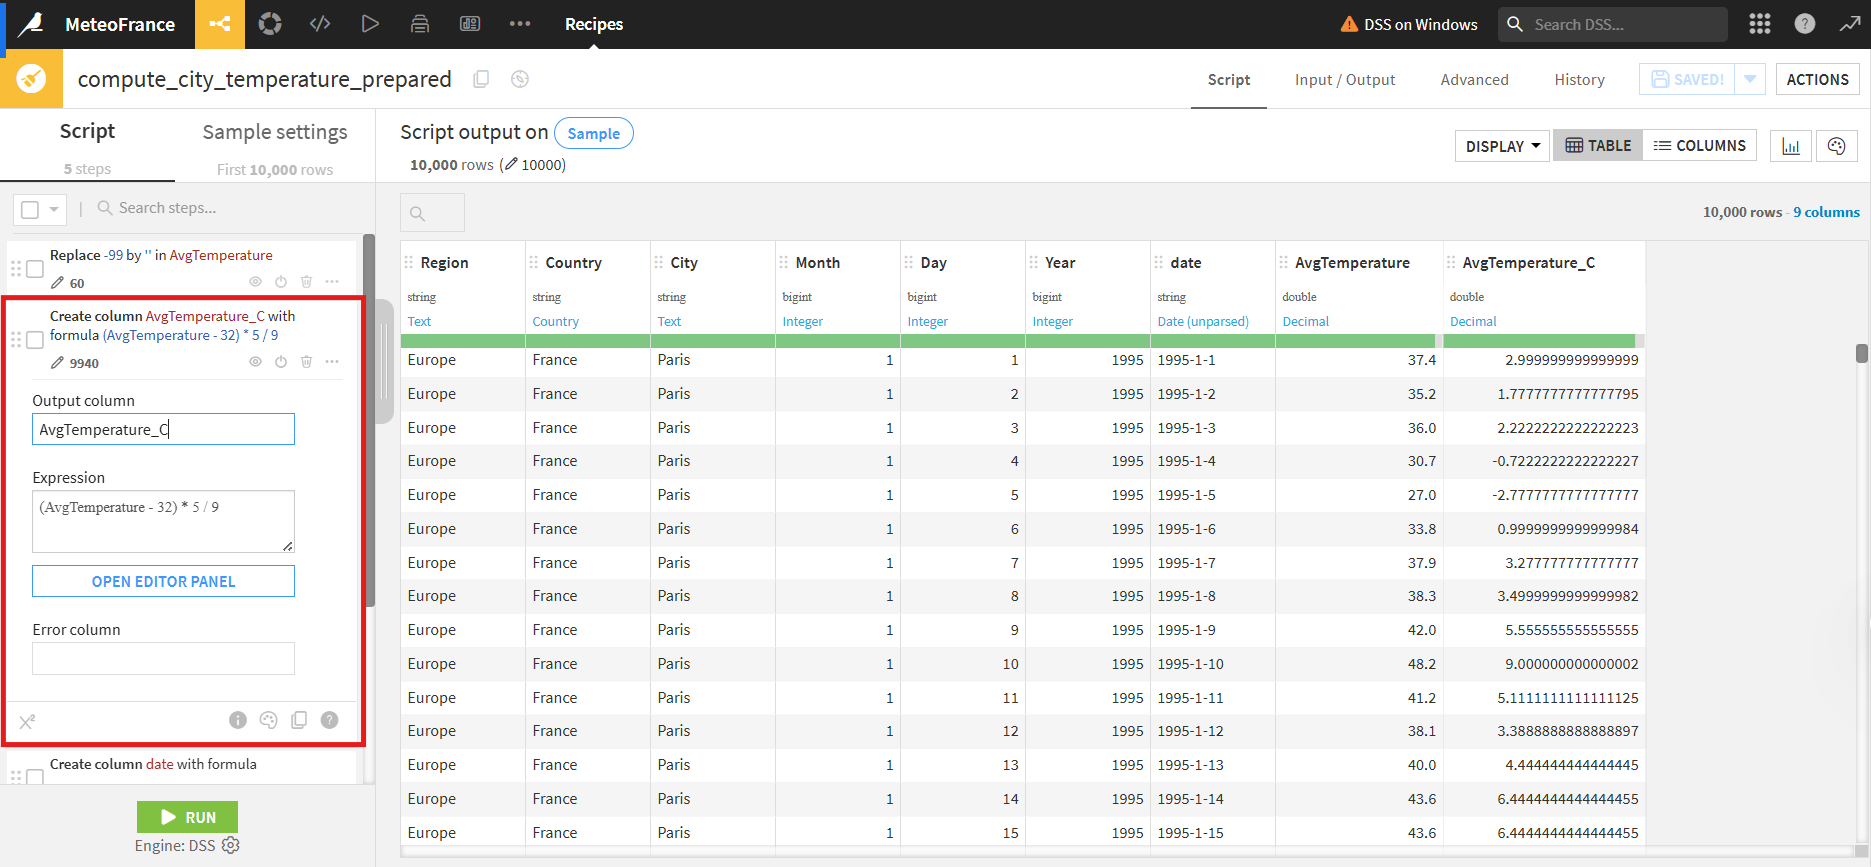 MeteoFrance
Recipes
DSS on Windows
Search DSS...
?
compute_city_temperature_prepared
Script
Input / Output
Advanced
History
SAVED!
ACTIONS
Script
Sample settings
5 steps
First 10,000 rows
Script output on Sample
10,000 rows (10000)
DISPLAY
TABLE
COLUMNS
Search steps...
10,000 rows - 9 columns
Replace -99 by '' in AvgTemperature
60
Create column AvgTemperature_C with
formula (AvgTemperature - 32) * 5 / 9
9940
Output column
AvgTemperature_C
Expression
(AvgTemperature - 32) * 5 / 9
OPEN EDITOR PANEL
Error column
X²
i
?
Create column date with formula
RUN
Engine: DSS
Region Country City Month Day Year date AvgTemperature AvgTemperature_C
string string string bigint bigint bigint string double double
Text Country Text Integer Integer Integer Date (unparsed) Decimal Decimal
Europe France Paris 1 1 1995 1995-1-1 37.4 2.999999999999999
Europe France Paris 1 2 1995 1995-1-2 35.2 1.7777777777777795
Europe France Paris 1 3 1995 1995-1-3 36.0 2.2222222222222223
Europe France Paris 1 4 1995 1995-1-4 30.7 -0.7222222222222227
Europe France Paris 1 5 1995 1995-1-5 27.0 -2.7777777777777777
Europe France Paris 1 6 1995 1995-1-6 33.8 0.9999999999999984
Europe France Paris 1 7 1995 1995-1-7 37.9 3.277777777777777
Europe France Paris 1 8 1995 1995-1-8 38.3 3.4999999999999982
Europe France Paris 1 9 1995 1995-1-9 42.0 5.555555555555555
Europe France Paris 1 10 1995 1995-1-10 48.2 9.000000000000002
Europe France Paris 1 11 1995 1995-1-11 41.2 5.1111111111111125
Europe France Paris 1 12 1995 1995-1-12 38.1 3.3888888888888897
Europe France Paris 1 13 1995 1995-1-13 40.0 4.444444444444445
Europe France Paris 1 14 1995 1995-1-14 43.6 6.4444444444444455
Europe France Paris 1 15 1995 1995-1-15 43.6 6.4444444444444455